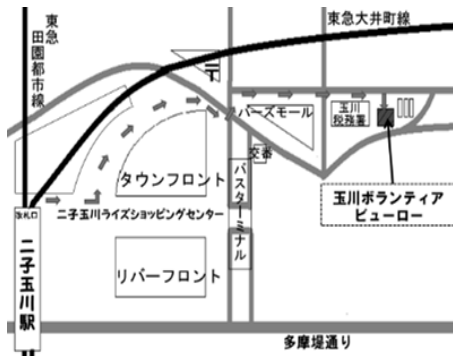 東急
田園都市線
東急大井町線
〒
バーズモール
玉川
税務署
交番
タウンフロント
バスターミナル
玉川ボランティア
ビューロー
改札口
二子玉川ライズショッピングセンター
二子玉川駅
リバーフロント
多摩堤通り